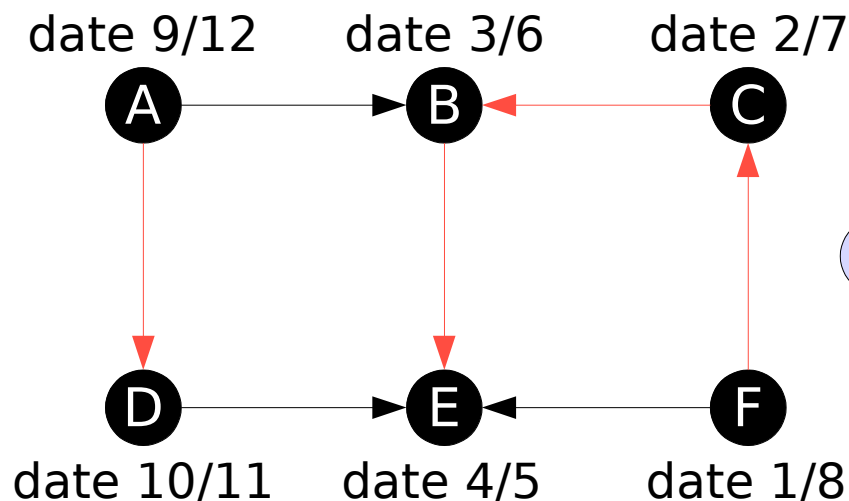 date 9/12 date 3/6 date 2/7
A B C
D E F
date 10/11 date 4/5 date 1/8